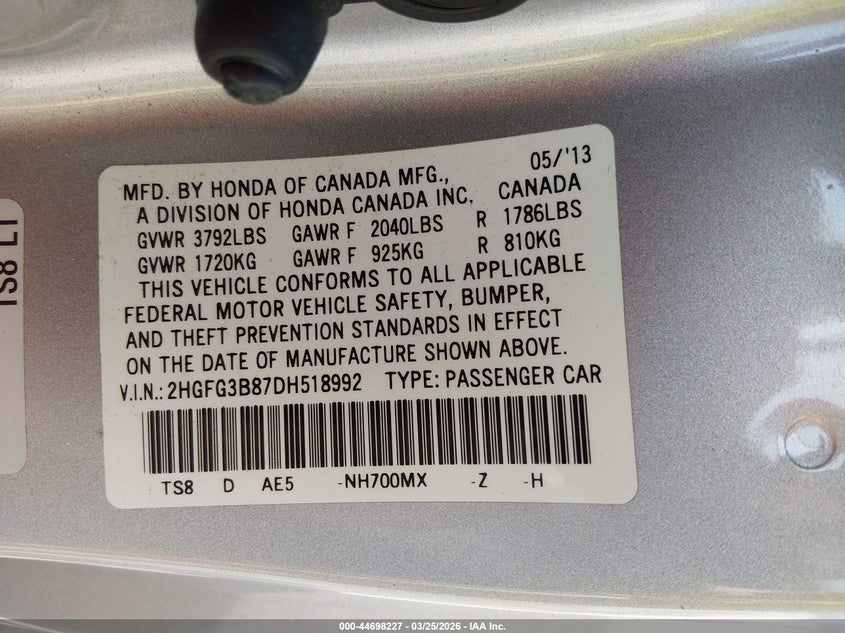 05/'13
MFD. BY HONDA OF CANADA MFG.,
A DIVISION OF HONDA CANADA INC. CANADA
GVWR 3792LBS GAWR F 2040LBS R 1786LBS
GVWR 1720KG GAWR F 925KG R 810KG
THIS VEHICLE CONFORMS TO ALL APPLICABLE
FEDERAL MOTOR VEHICLE SAFETY, BUMPER,
AND THEFT PREVENTION STANDARDS IN EFFECT
ON THE DATE OF MANUFACTURE SHOWN ABOVE.
V.I.N.: 2HGFG3B87DH518992 TYPE: PASSENGER CAR
TS8 D AE5 -NH700MX -Z -H
TS8 L1
000-44698227 - 03/25/2026 - IAA Inc.